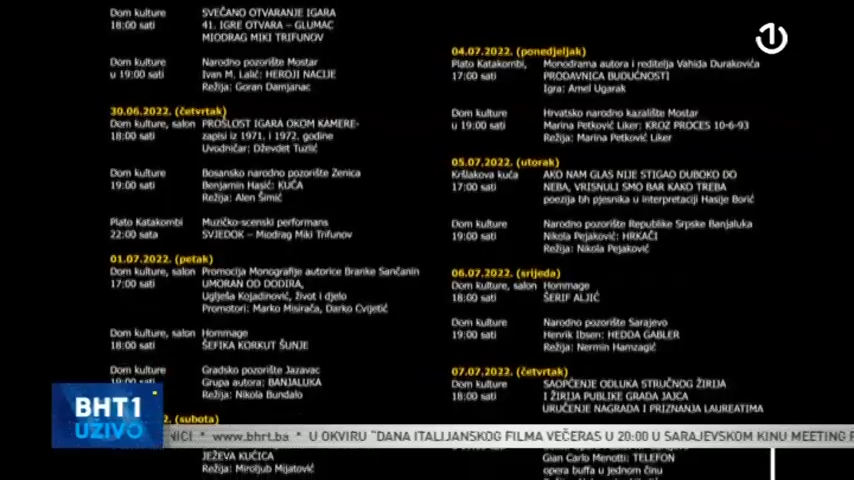 Dom kulture SVEČANO OTVARANJE IGARA
18:00 sati 41. IGRE OTVARA – GLUMAC
MIODRAG MIKI TRIFUNOV
Dom kulture Narodno pozorište Mostar
u 19:00 sati Ivan M. Lalić: HEROJI NACIJE
Režija: Goran Damjanac
30.06.2022. (četvrtak)
Dom kulture, salon PROŠLOST IGARA OKOM KAMERE-
18:00 sati zapisi iz 1971. i 1972. godine
Uvodničar: Dževdet Tuzlić
Dom kulture Bosansko narodno pozorište Zenica
19:00 sati Benjamin Hasić: KUĆA
Režija: Alen Šimić
Plato Katakombi Muzičko-scenski performans
22:00 sata SVJEDOK – Miodrag Miki Trifunov
01.07.2022. (petak)
Dom kulture, salon Promocija Monografije autorice Branke Sančanin
17:00 sati UMORAN OD DODIRA,
Uglješa Kojadinović, život i djelo
Promotori: Marko Misirača, Darko Cvijetić
Dom kulture, salon Hommage
18:00 sati ŠEFIKA KORKUT ŠUNJE
Dom kulture Gradsko pozorište Jazavac
19:00 sati Grupa autora: BANJALUKA
Režija: Nikola Bundalo
2. (subota)
JEŽEVA KUĆICA
Režija: Miroljub Mijatović
04.07.2022. (ponedjeljak)
Plato Katakombi, Monodrama autora i reditelja Vahida Durakovića
17:00 sati PRODAVNICA BUDUĆNOSTI
Igra: Amel Ugarak
Dom kulture Hrvatsko narodno kazalište Mostar
u 19:00 sati Marina Petković Liker: KROZ PROCES 10-6-93
Režija: Marina Petković Liker
05.07.2022. (utorak)
Kršlakova kuća AKO NAM GLAS NIJE STIGAO DUBOKO DO
17:00 sati NEBA, VRISNULI SMO BAR KAKO TREBA
poezija bh pjesnika u interpretaciji Hasije Borić
Dom kulture Narodno pozorište Republike Srpske Banjaluka
19:00 sati Nikola Pejaković: HRKAČI
Režija: Nikola Pejaković
06.07.2022. (srijeda)
Dom kulture, salon Hommage
18:00 sati ŠERIF ALJIĆ
Dom kulture Narodno pozorište Sarajevo
19:00 sati Henrik Ibsen: HEDDA GABLER
Režija: Nermin Hamzagić
07.07.2022. (četvrtak)
Dom kulture SAOPĆENJE ODLUKA STRUČNOG ŽIRIJA
18:00 sati I ŽIRIJA PUBLIKE GRADA JAJCA
URUČENJE NAGRADA I PRIZNANJA LAUREATIMA
Gian Carlo Menotti: TELEFON
opera buffa u jednom činu
BHT1
UŽIVO
NICI * www.bhrt.ba * U OKVIRU "DANA ITALIJANSKOG FILMA VEČERAS U 20:00 U SARAJEVSKOM KINU MEETING
1